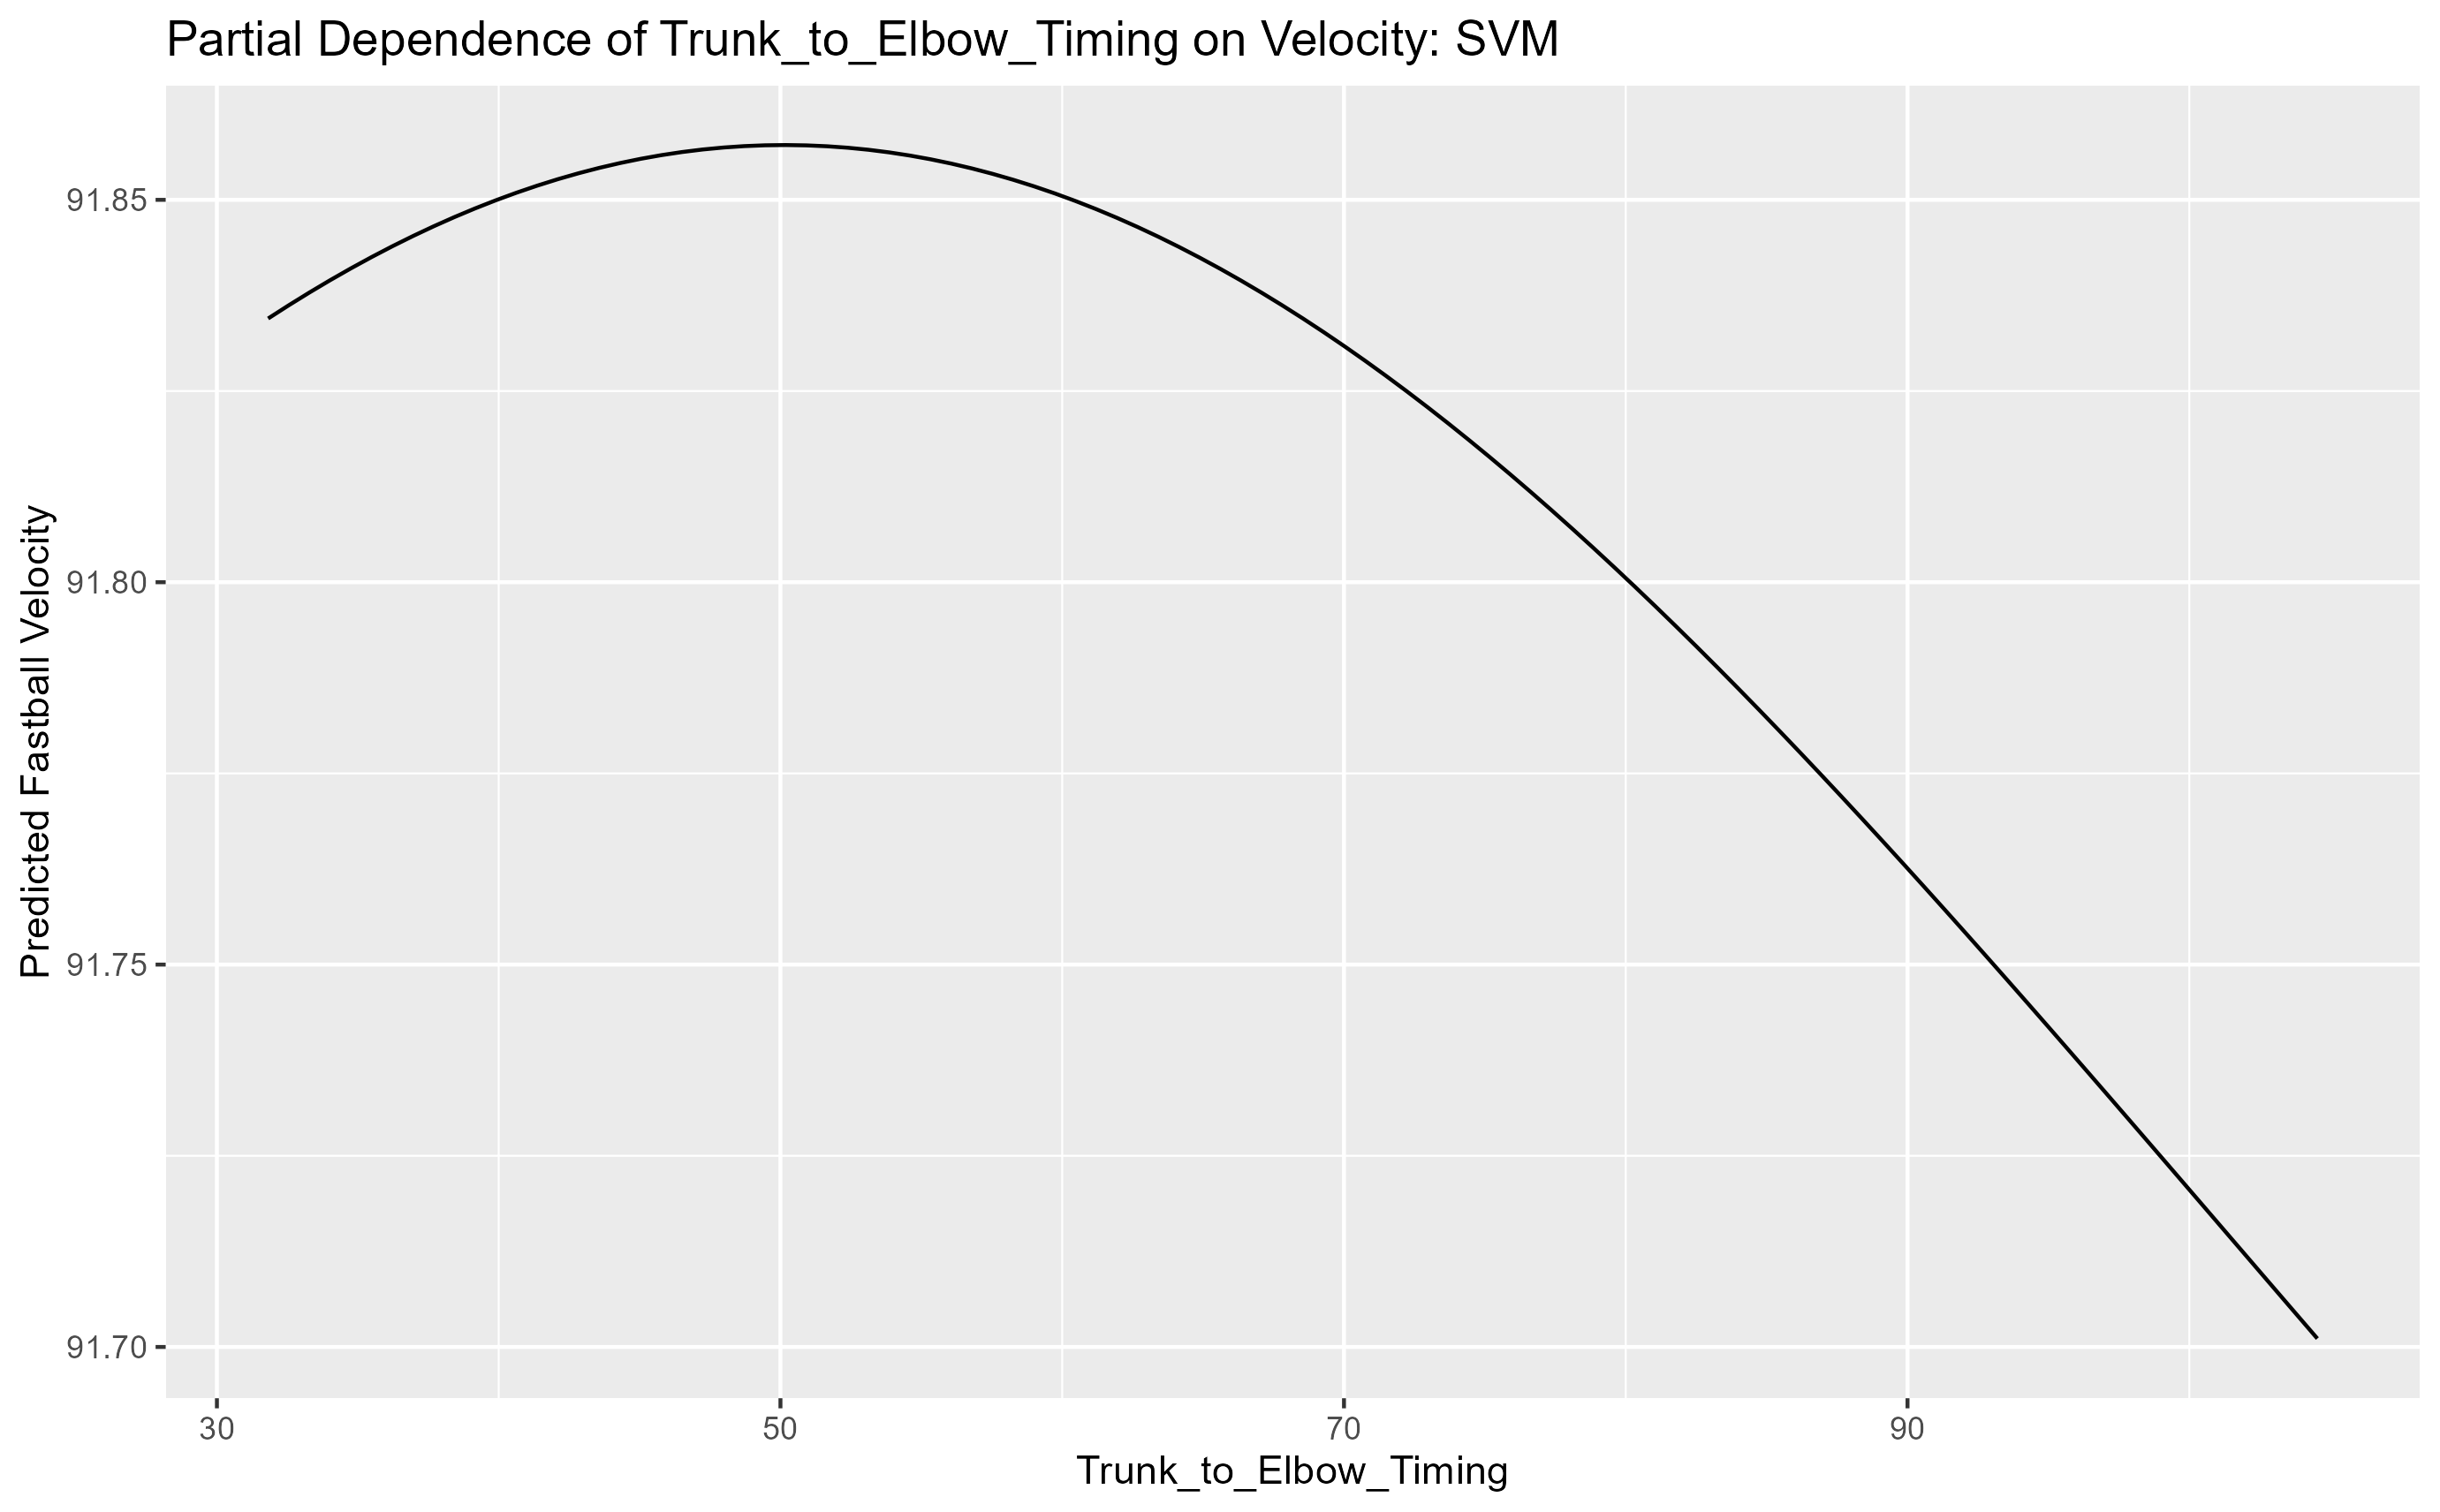 Partial Dependence of Trunk_to_Elbow_Timing on Velocity: SVM
Predicted Fastball Velocity
91.85
91.80
91.75
91.70
30 50 70 90
Trunk_to_Elbow_Timing